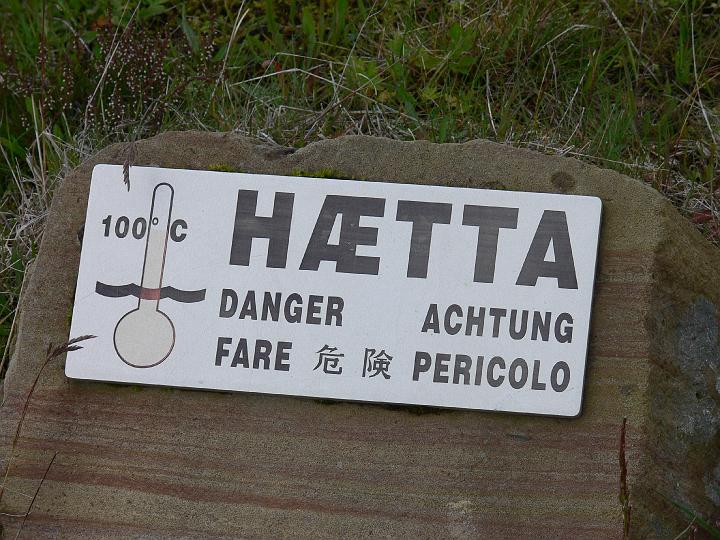 100°C
HÆTTA
DANGER ACHTUNG
FARE 危険 PERICOLO